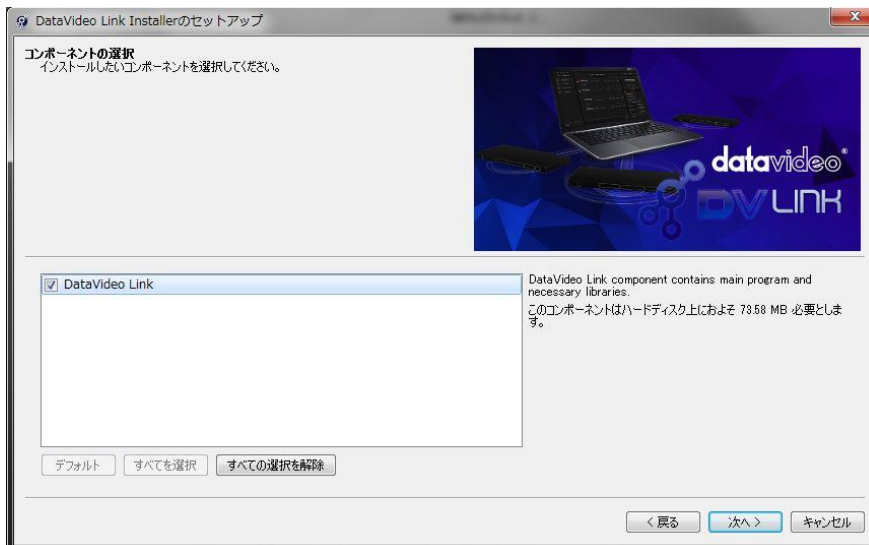 DataVideo Link Installerのセットアップ
コンポーネントの選択
インストールしたいコンポーネントを選択してください。
datavideo®
DVLINK
DataVideo Link
DataVideo Link component contains main program and
necessary libraries.
このコンポーネントはハードディスク上におよそ 73.58 MB 必要としま
す。
デフォルト
すべてを選択
すべての選択を解除
< 戻る
次へ >
キャンセル